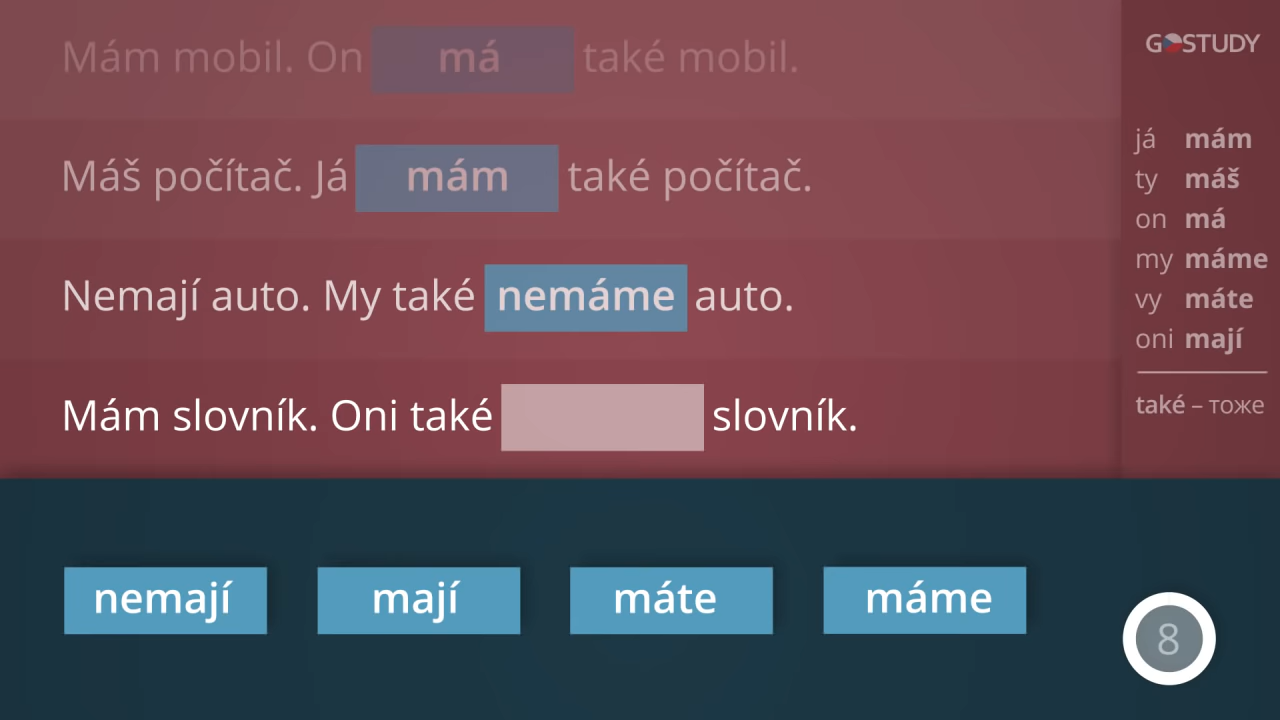 Mám mobil. On má také mobil.
Máš počítač. Já mám také počítač.
Nemají auto. My také nemáme auto.
Mám slovník. Oni také slovník.
GOSTUDY
já mám
ty máš
on má
my máme
vy máte
oni mají
také – тоже
nemají
mají
máte
máme
8